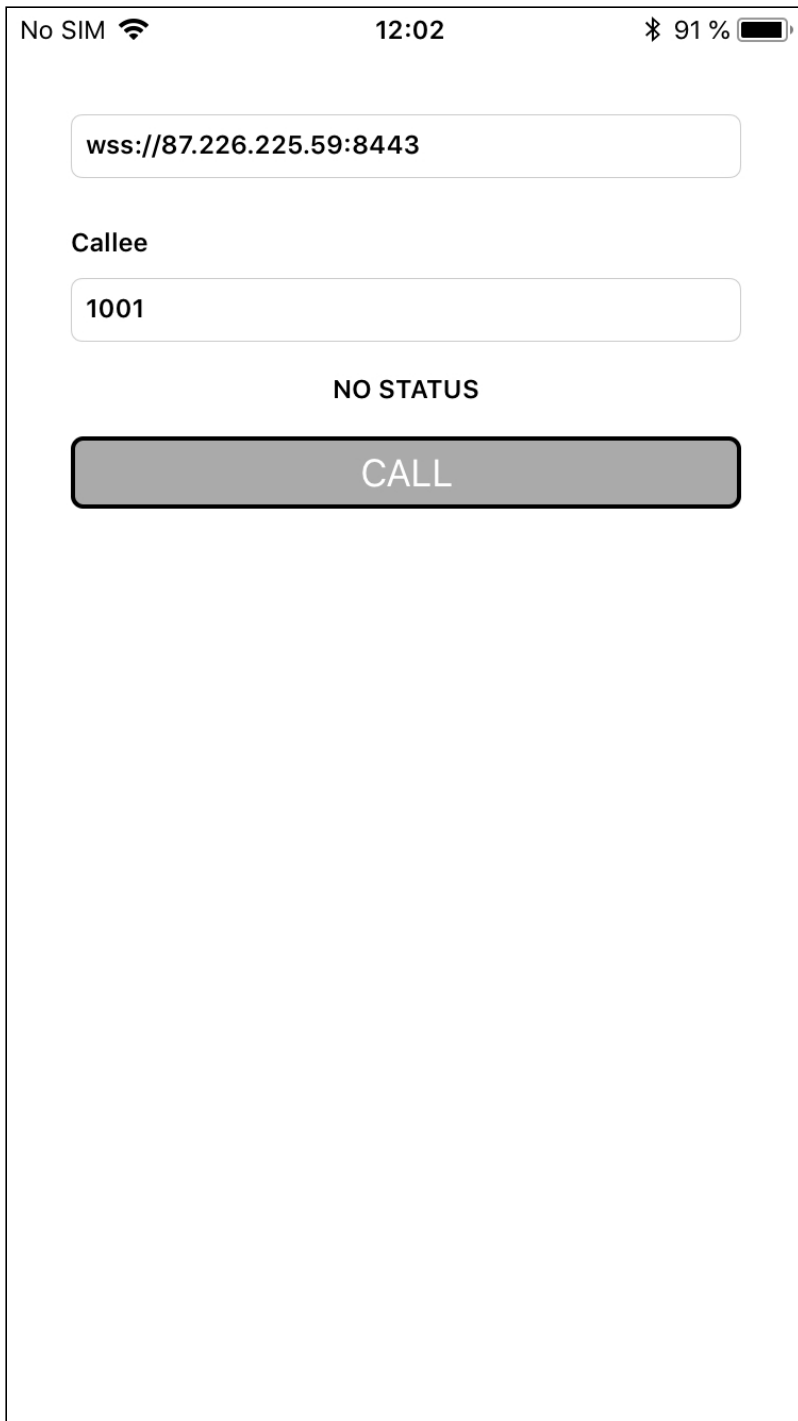 No SIM 12:02 91 %
wss://87.226.225.59:8443
Callee
1001
NO STATUS
CALL